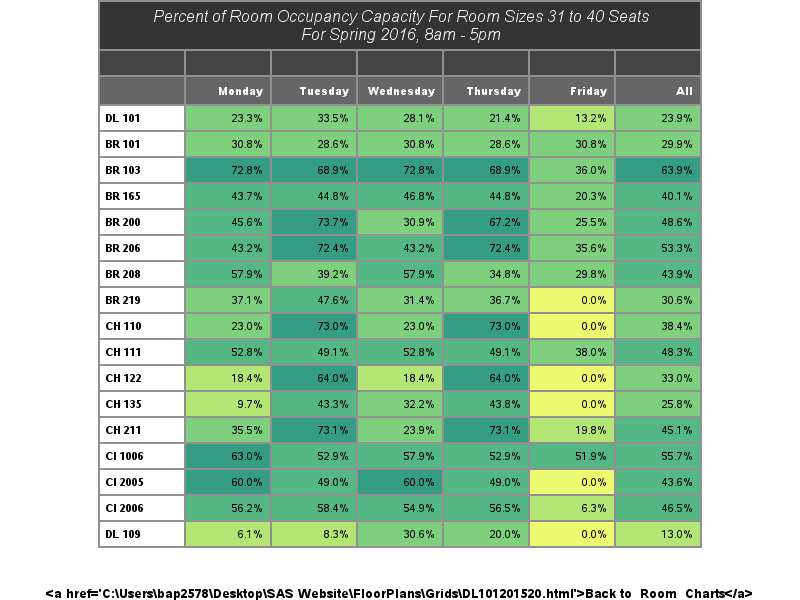 Percent of Room Occupancy Capacity For Room Sizes 31 to 40 Seats
For Spring 2016, 8am - 5pm
Monday Tuesday Wednesday Thursday Friday All
DL 101 23.3% 33.5% 28.1% 21.4% 13.2% 23.9%
BR 101 30.8% 28.6% 30.8% 28.6% 30.8% 29.9%
BR 103 72.8% 68.9% 72.8% 68.9% 36.0% 63.9%
BR 165 43.7% 44.8% 46.8% 44.8% 20.3% 40.1%
BR 200 45.6% 73.7% 30.9% 67.2% 25.5% 48.6%
BR 206 43.2% 72.4% 43.2% 72.4% 35.6% 53.3%
BR 208 57.9% 39.2% 57.9% 34.8% 29.8% 43.9%
BR 219 37.1% 47.6% 31.4% 36.7% 0.0% 30.6%
CH 110 23.0% 73.0% 23.0% 73.0% 0.0% 38.4%
CH 111 52.8% 49.1% 52.8% 49.1% 38.0% 48.3%
CH 122 18.4% 64.0% 18.4% 64.0% 0.0% 33.0%
CH 135 9.7% 43.3% 32.2% 43.8% 0.0% 25.8%
CH 211 35.5% 73.1% 23.9% 73.1% 19.8% 45.1%
CI 1006 63.0% 52.9% 57.9% 52.9% 51.9% 55.7%
CI 2005 60.0% 49.0% 60.0% 49.0% 0.0% 43.6%
CI 2006 56.2% 58.4% 54.9% 56.5% 6.3% 46.5%
DL 109 6.1% 8.3% 30.6% 20.0% 0.0% 13.0%
<a href='C:\Users\bap2578\Desktop\SAS Website\FloorPlans\Grids\DL101201520.html'>Back to Room Charts</a>